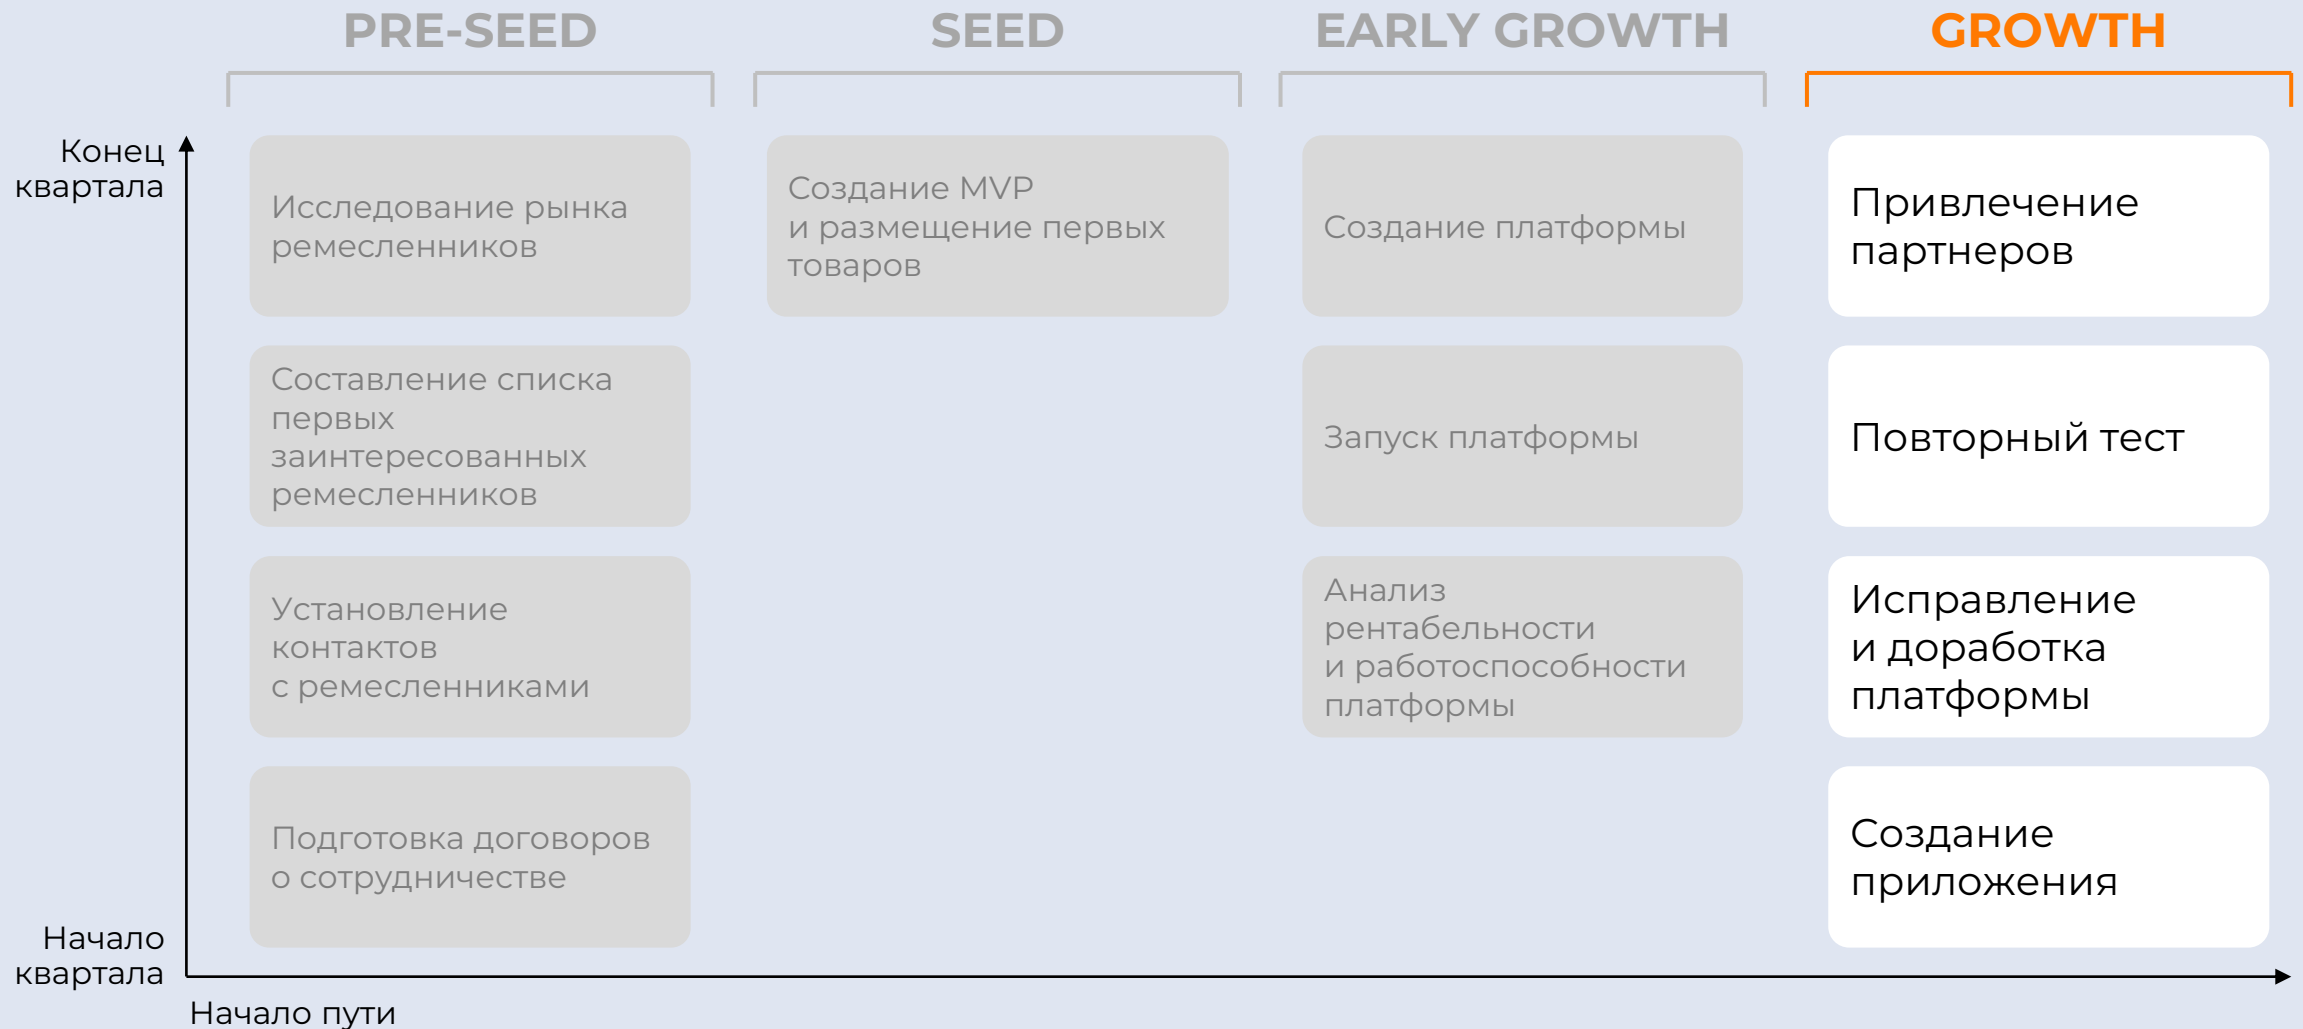 PRE-SEED
SEED
EARLY GROWTH
GROWTH
Конец
квартала
Исследование рынка
ремесленников
Создание MVP
и размещение первых
товаров
Создание платформы
Привлечение
партнеров
Составление списка
первых
заинтересованных
ремесленников
Запуск платформы
Повторный тест
Установление
контактов
с ремесленниками
Анализ
рентабельности
и работоспособности
платформы
Исправление
и доработка
платформы
Подготовка договоров
о сотрудничестве
Создание
приложения
Начало
квартала
Начало пути